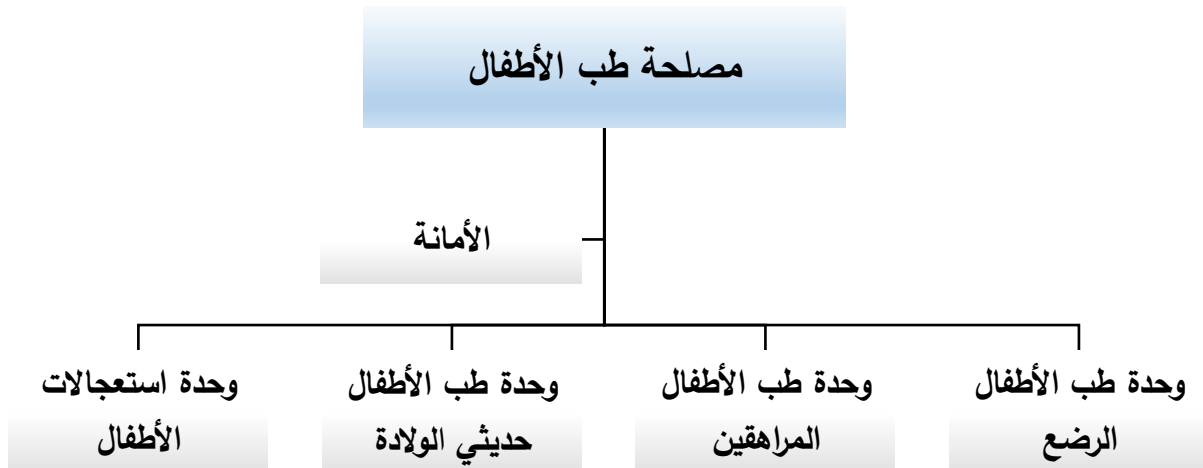 مصلحة طب الأطفال
الأمانة
وحدة طب الأطفال
الرضع
وحدة طب الأطفال
المراهقين
وحدة طب الأطفال
حديثي الولادة
وحدة استعجالات
الأطفال